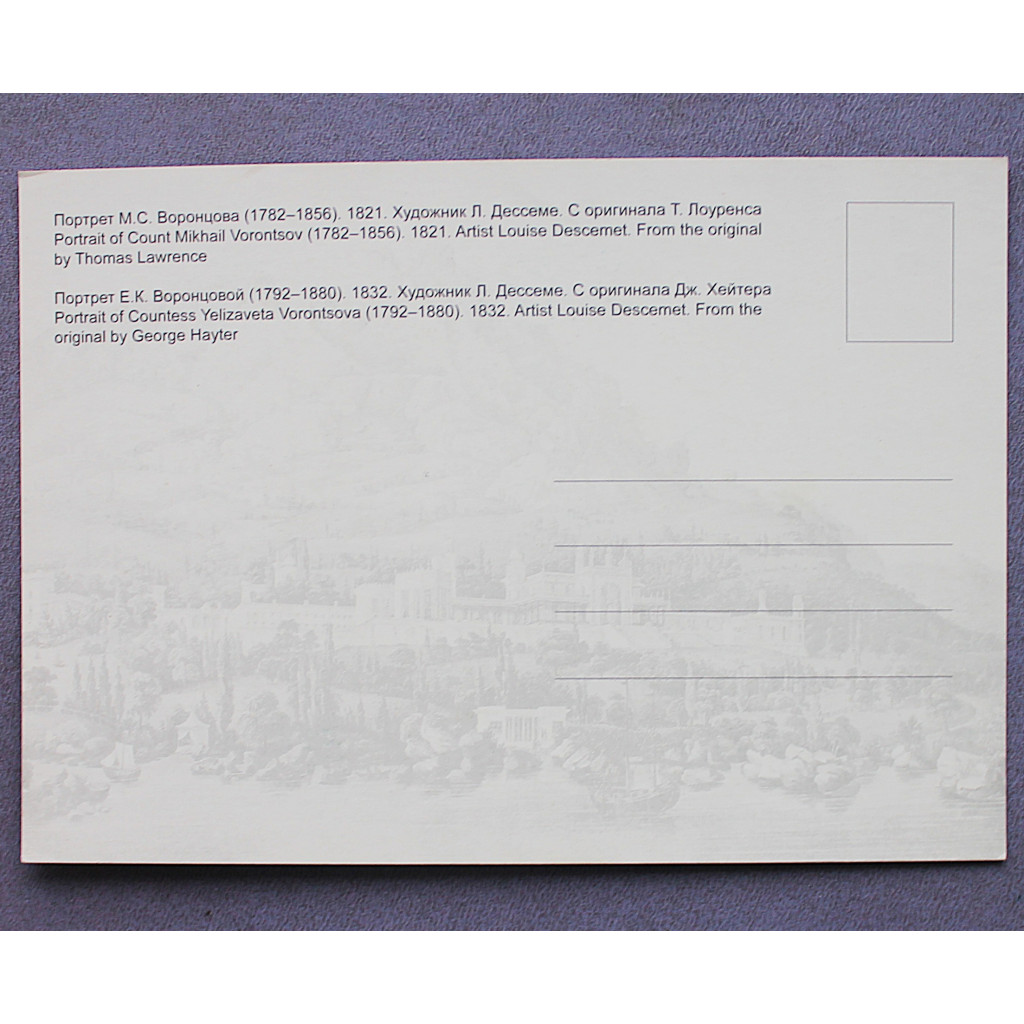 Портрет М.С. Воронцова (1782–1856). 1821. Художник Л. Дессеме. С оригинала Т. Лоуренса
Portrait of Count Mikhail Vorontsov (1782–1856). 1821. Artist Louise Descemet. From the original
by Thomas Lawrence
Портрет Е.К. Воронцовой (1792–1880). 1832. Художник Л. Дессеме. С оригинала Дж. Хейтера
Portrait of Countess Yelizaveta Vorontsova (1792–1880). 1832. Artist Louise Descemet. From the
original by George Hayter